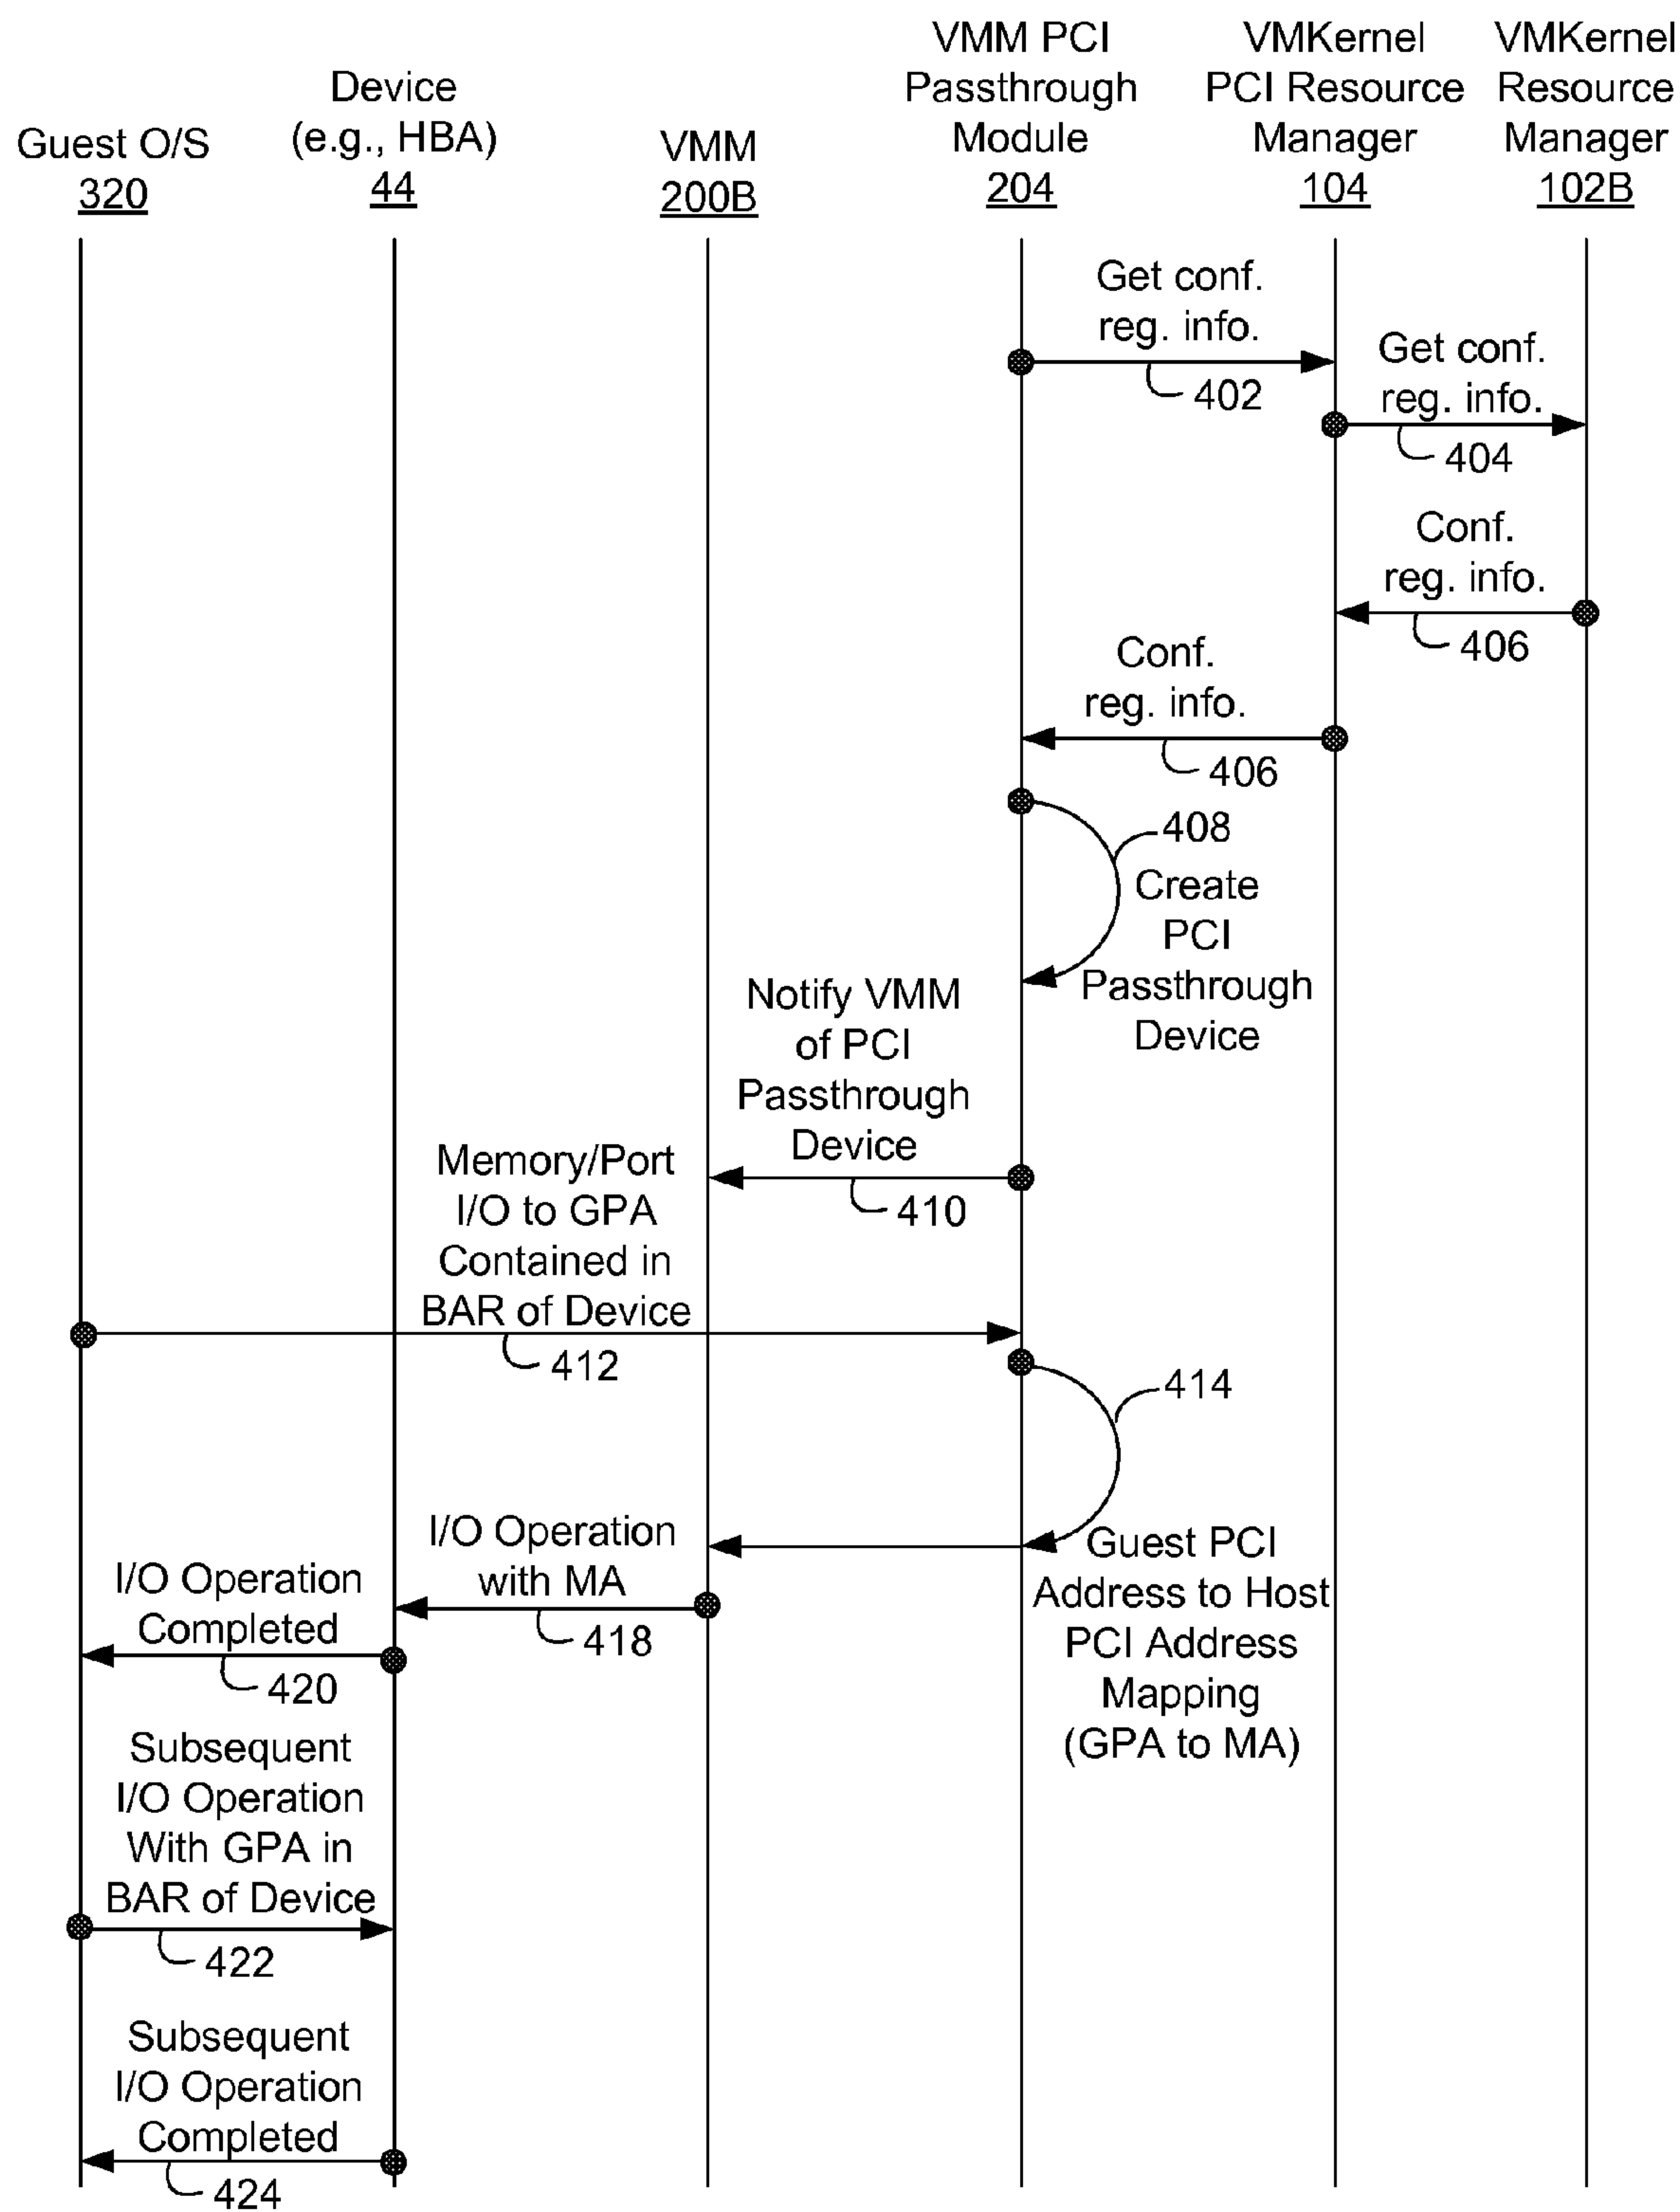 Guest O/S
320
Device
(e.g., HBA)
44
VMM
200B
VMM PCI
Passthrough
Module
204
VMKernel
PCI Resource
Manager
104
VMKernel
Resource
Manager
102B
Get conf.
reg. info.
402
Get conf.
reg. info.
404
Conf.
reg. info.
406
Conf.
reg. info.
406
408
Create
PCI
Passthrough
Device
Notify VMM
of PCI
Passthrough
Device
410
Memory/Port
I/O to GPA
Contained in
BAR of Device
412
414
Guest PCI
Address to Host
PCI Address
Mapping
(GPA to MA)
I/O Operation
with MA
418
I/O Operation
Completed
420
Subsequent
I/O Operation
With GPA in
BAR of Device
422
Subsequent
I/O Operation
Completed
424